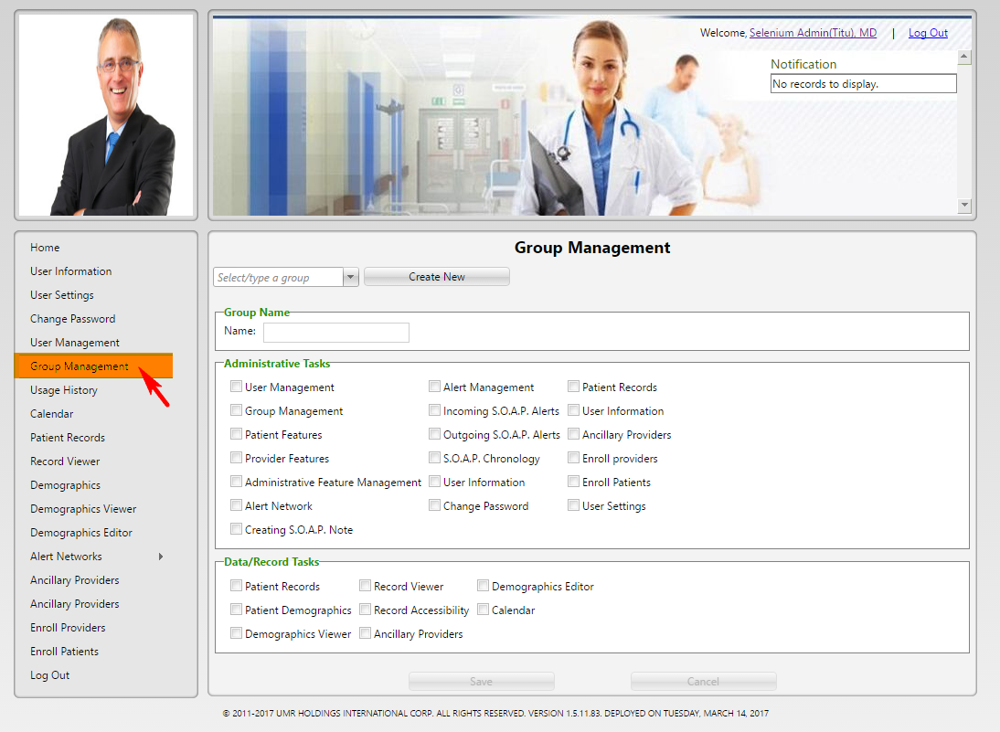 Welcome, Selenium Admin(Titu), MD | Log Out
Notification
No records to display.
Home
User Information
User Settings
Change Password
User Management
Group Management
Usage History
Calendar
Patient Records
Record Viewer
Demographics
Demographics Viewer
Demographics Editor
Alert Networks
Ancillary Providers
Ancillary Providers
Enroll Providers
Enroll Patients
Log Out
Group Management
Select/type a group
Create New
Group Name
Name:
Administrative Tasks
User Management Alert Management Patient Records
Group Management Incoming S.O.A.P. Alerts User Information
Patient Features Outgoing S.O.A.P. Alerts Ancillary Providers
Provider Features S.O.A.P. Chronology Enroll providers
Administrative Feature Management User Information Enroll Patients
Alert Network Change Password User Settings
Creating S.O.A.P. Note
Data/Record Tasks
Patient Records Record Viewer Demographics Editor
Patient Demographics Record Accessibility Calendar
Demographics Viewer Ancillary Providers
Save Cancel
© 2011-2017 UMR HOLDINGS INTERNATIONAL CORP. ALL RIGHTS RESERVED. VERSION 1.5.11.83. DEPLOYED ON TUESDAY, MARCH 14, 2017